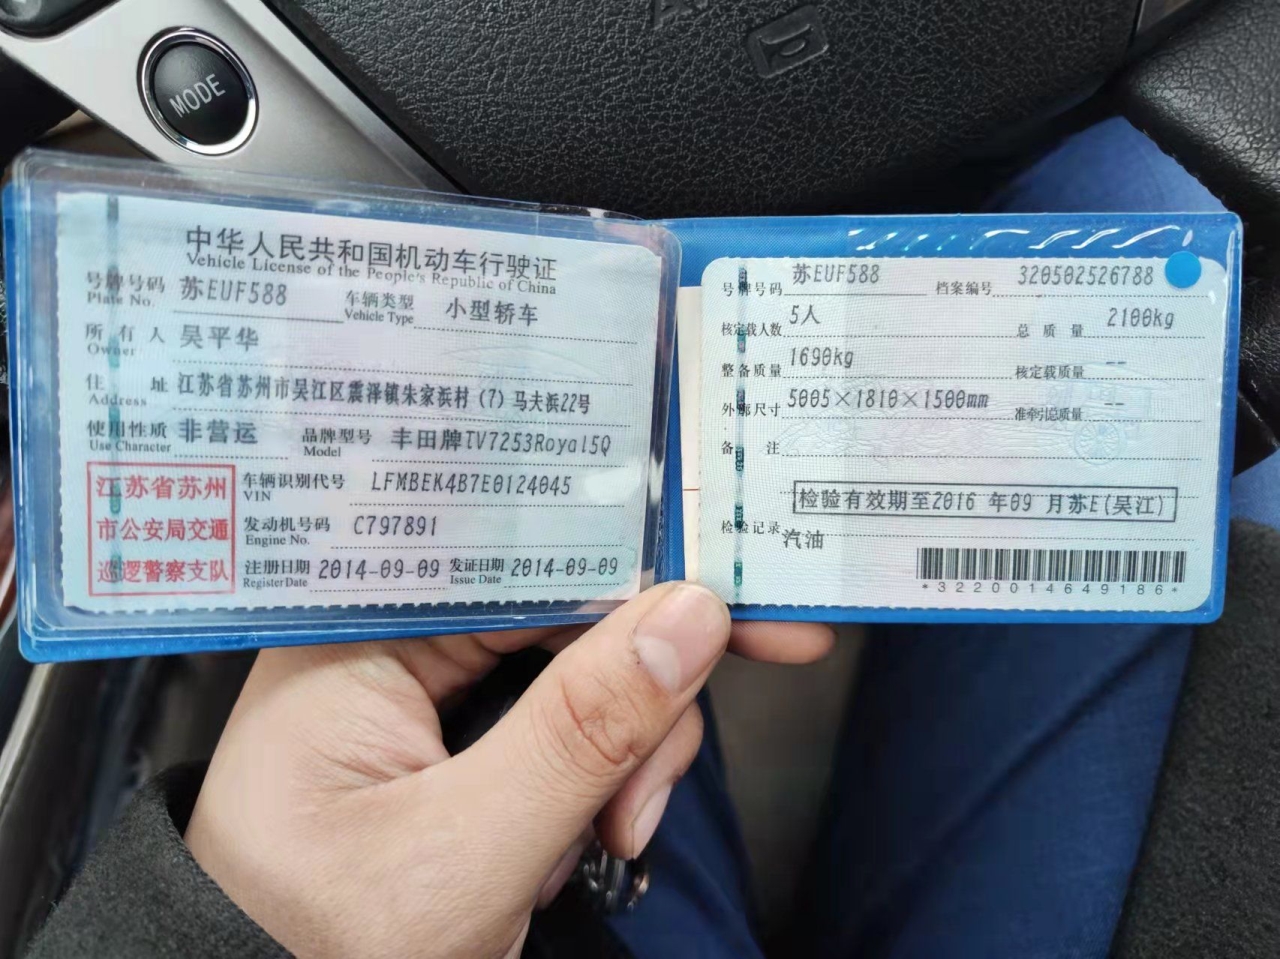 MODE
中华人民共和国机动车行驶证
Vehicle License of the People's Republic of China
号牌号码 苏EUF588 车辆类型 小型轿车
Plate No. Vehicle Type
所有人 吴平华
Owner
住址 江苏省苏州市吴江区震泽镇朱家浜村(7)马夫浜22号
Address
使用性质 非营运 品牌型号 丰田牌TV7253Royal5Q
Use Character Model
江苏省苏州
市公安局交通
巡逻警察支队
车辆识别代号 LFMBEK4B7E0124045
VIN
发动机号码 C797891
Engine No.
注册日期 2014-09-09 发证日期 2014-09-09
Register Date Issue Date
号牌号码 苏EUF588 档案编号 320502526788
核定载人数 5人 总质量 2100kg
整备质量 1690kg 核定载质量 --
外廓尺寸 5005×1810×1500mm 准牵引总质量 --
备注
检验有效期至2016 年09 月苏E(吴江)
检验记录 汽油
*3220014649186*